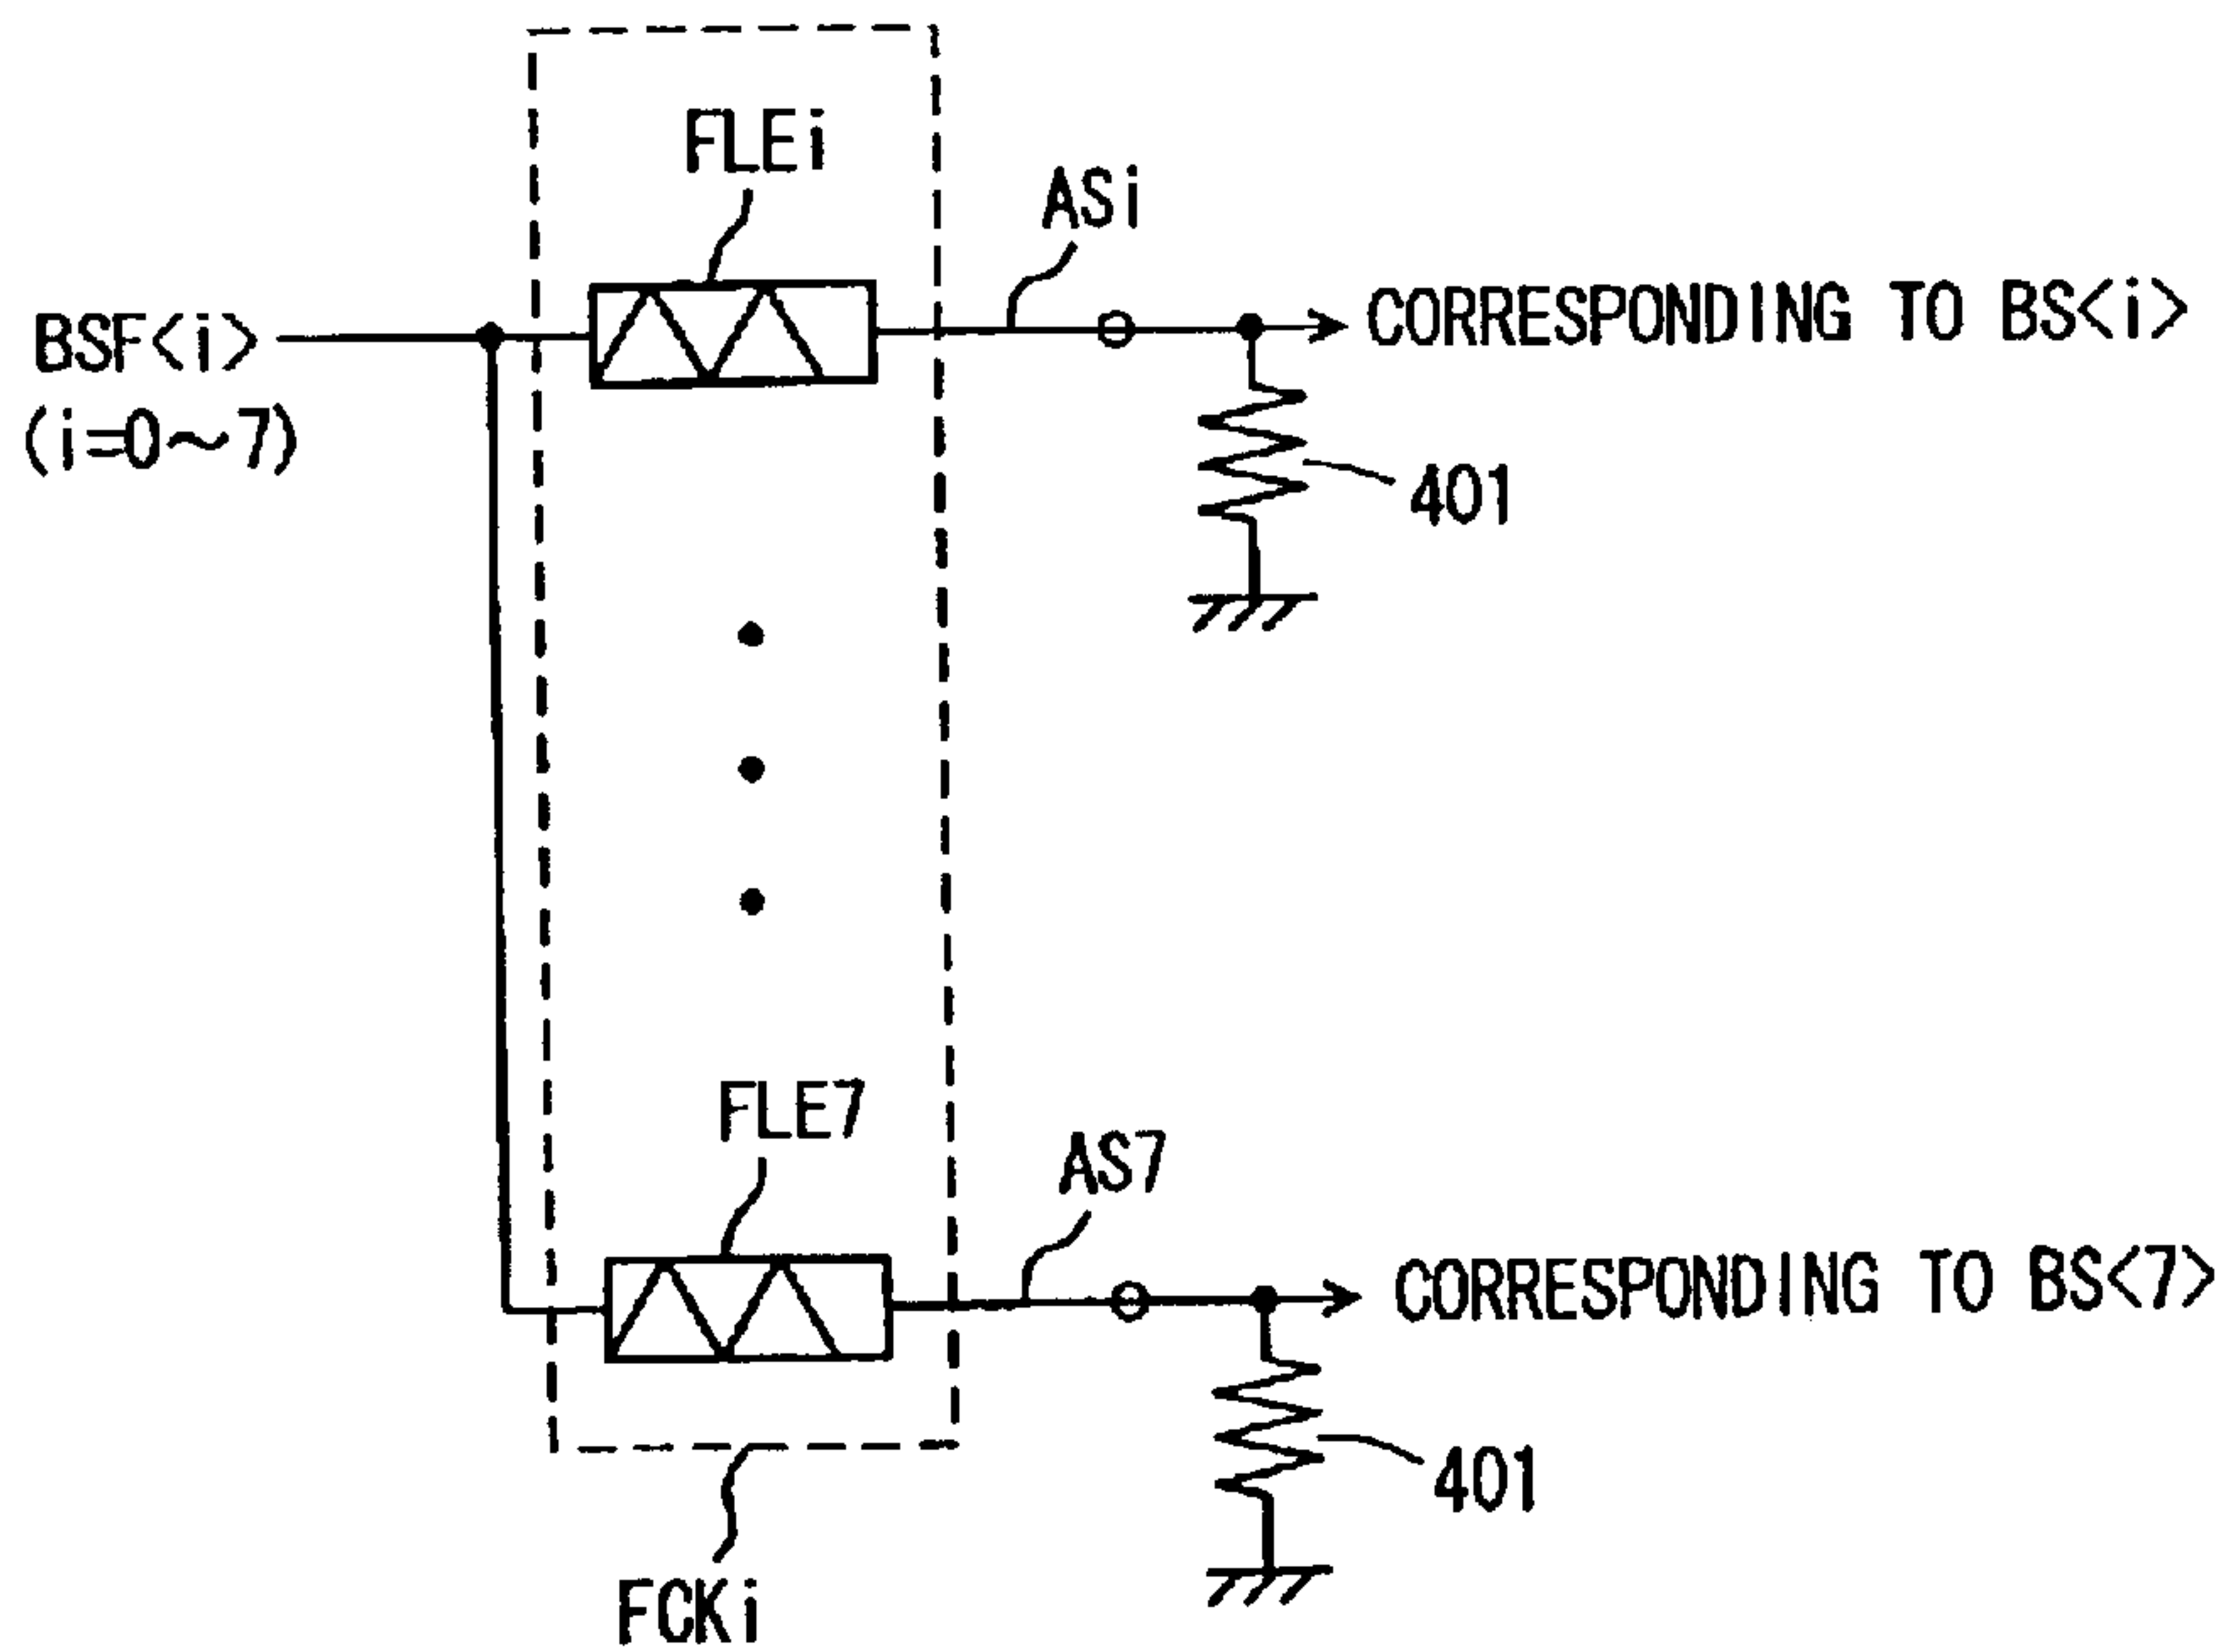 FLEi
ASi
CORRESPONDING TO BS<i>
BSF<i>
(i=0~7)
401
FLE7
AS7
CORRESPONDING TO BS<7>
401
FCKi